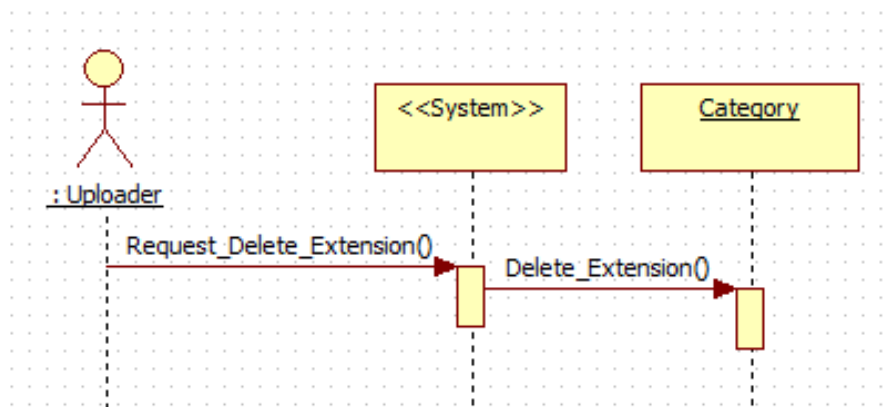 <<System>>
Category
: Uploader
Request_Delete_Extension()
Delete_Extension()